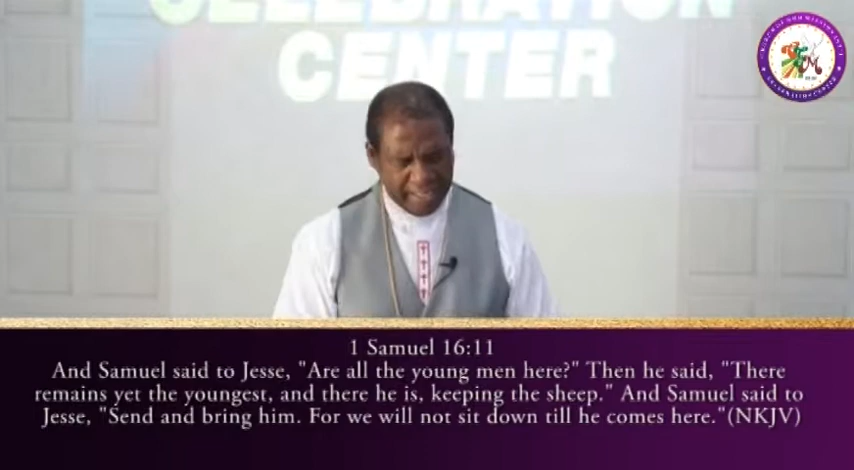 CELEBRATION
CENTER
1 Samuel 16:11
And Samuel said to Jesse, "Are all the young men here?" Then he said, "There
remains yet the youngest, and there he is, keeping the sheep." And Samuel said to
Jesse, "Send and bring him. For we will not sit down till he comes here."(NKJV)